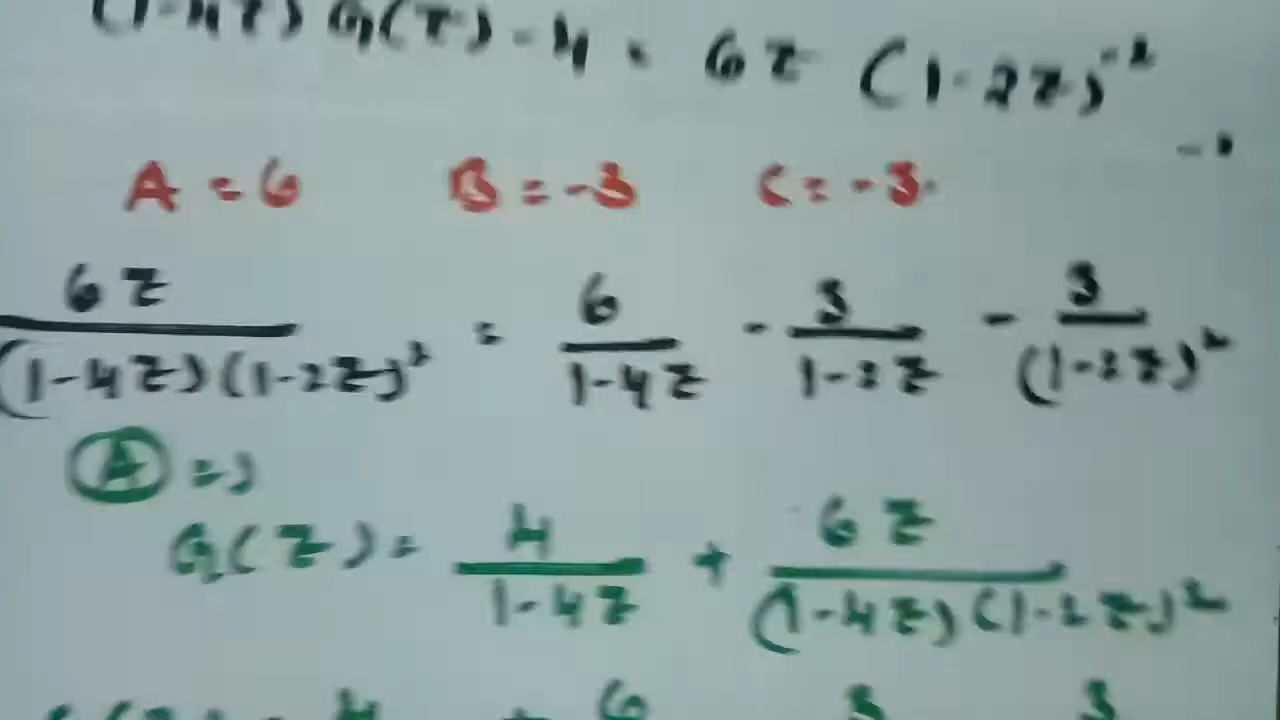 (1-4z) G(z) - 4 = 6z (1-2z)^-2
A = 6 B = -3 C = -3
6z / (1-4z)(1-2z)^2 = 6 / 1-4z - 3 / 1-2z - 3 / (1-2z)^2
(A) =>
G(z) = 4 / 1-4z + 6z / (1-4z)(1-2z)^2